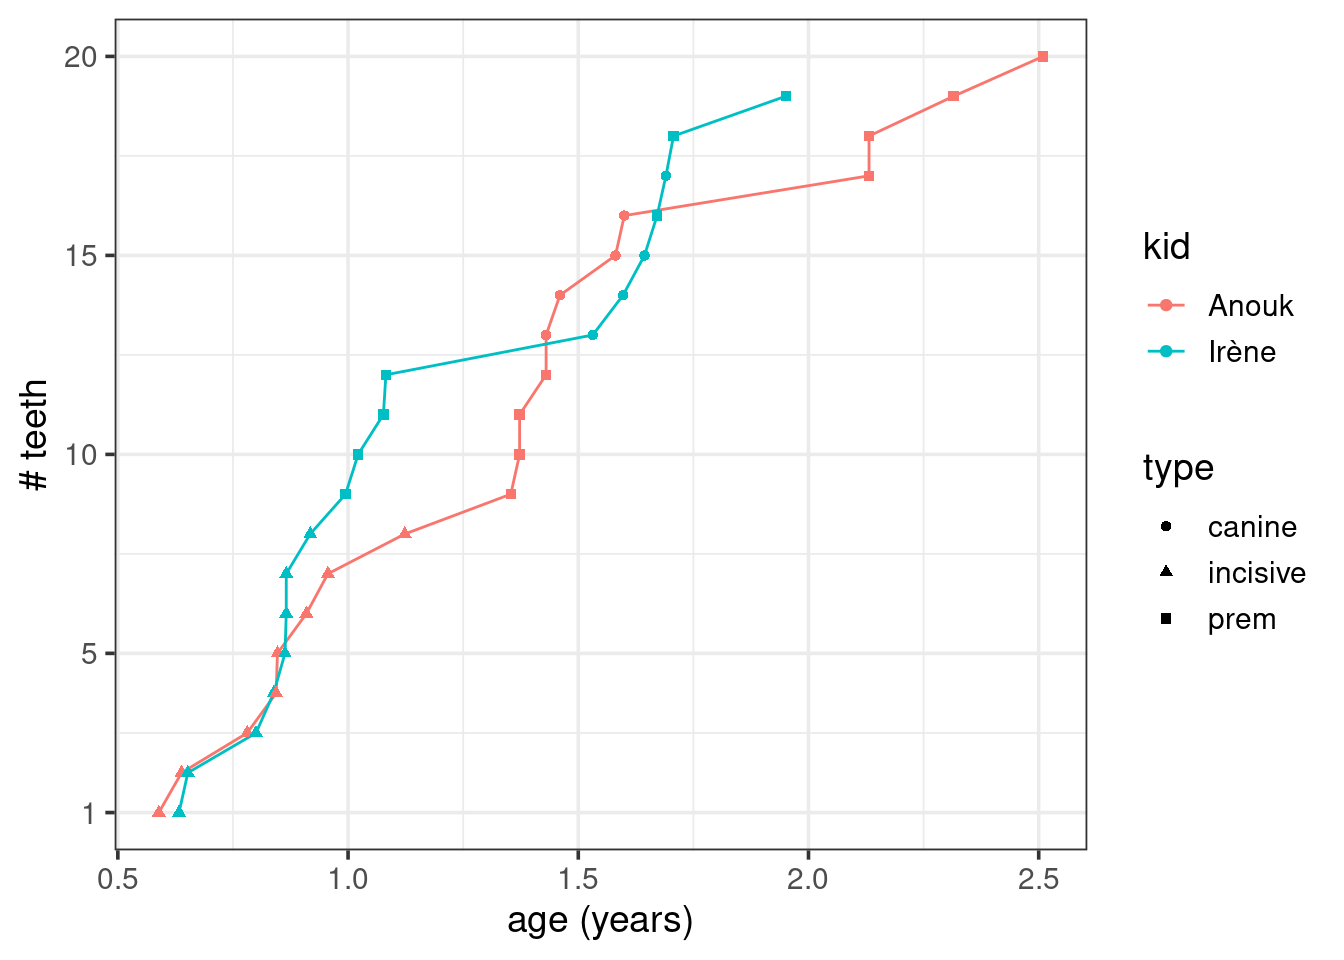 20
15
10
5
1
# teeth
0.5 1.0 1.5 2.0 2.5
age (years)
kid
Anouk
Irène
type
canine
incisive
prem